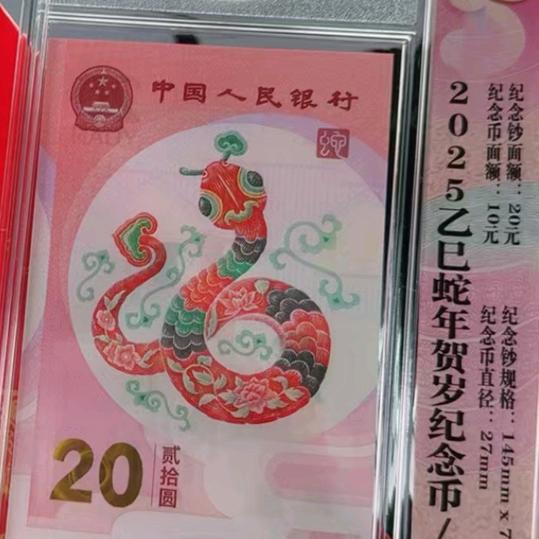 中国人民银行
蛇
20
贰拾圆
纪念钞面额：20元
纪念币面额：10元
2025乙巳蛇年贺岁纪念币/
纪念钞规格：145mm x 7
纪念币直径：27mm